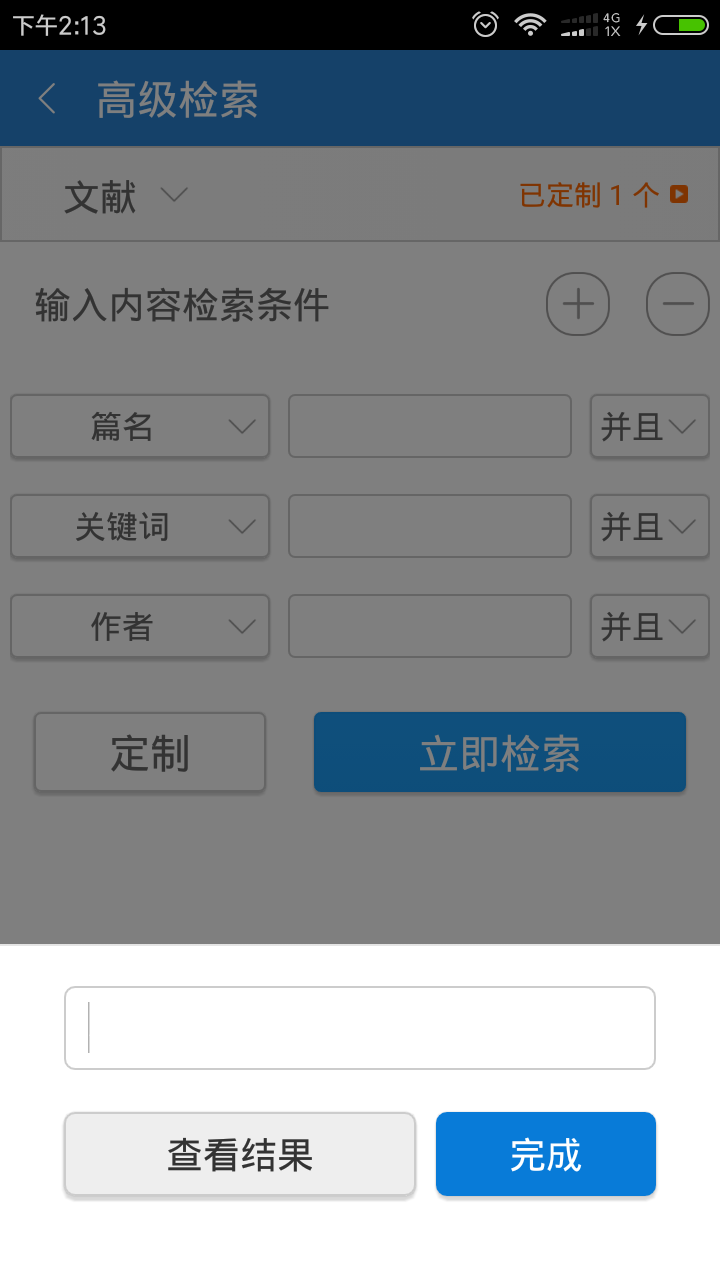 下午2:13 4G 1X
高级检索
文献 已定制 1 个
输入内容检索条件
篇名 并且
关键词 并且
作者 并且
定制 立即检索
查看结果 完成